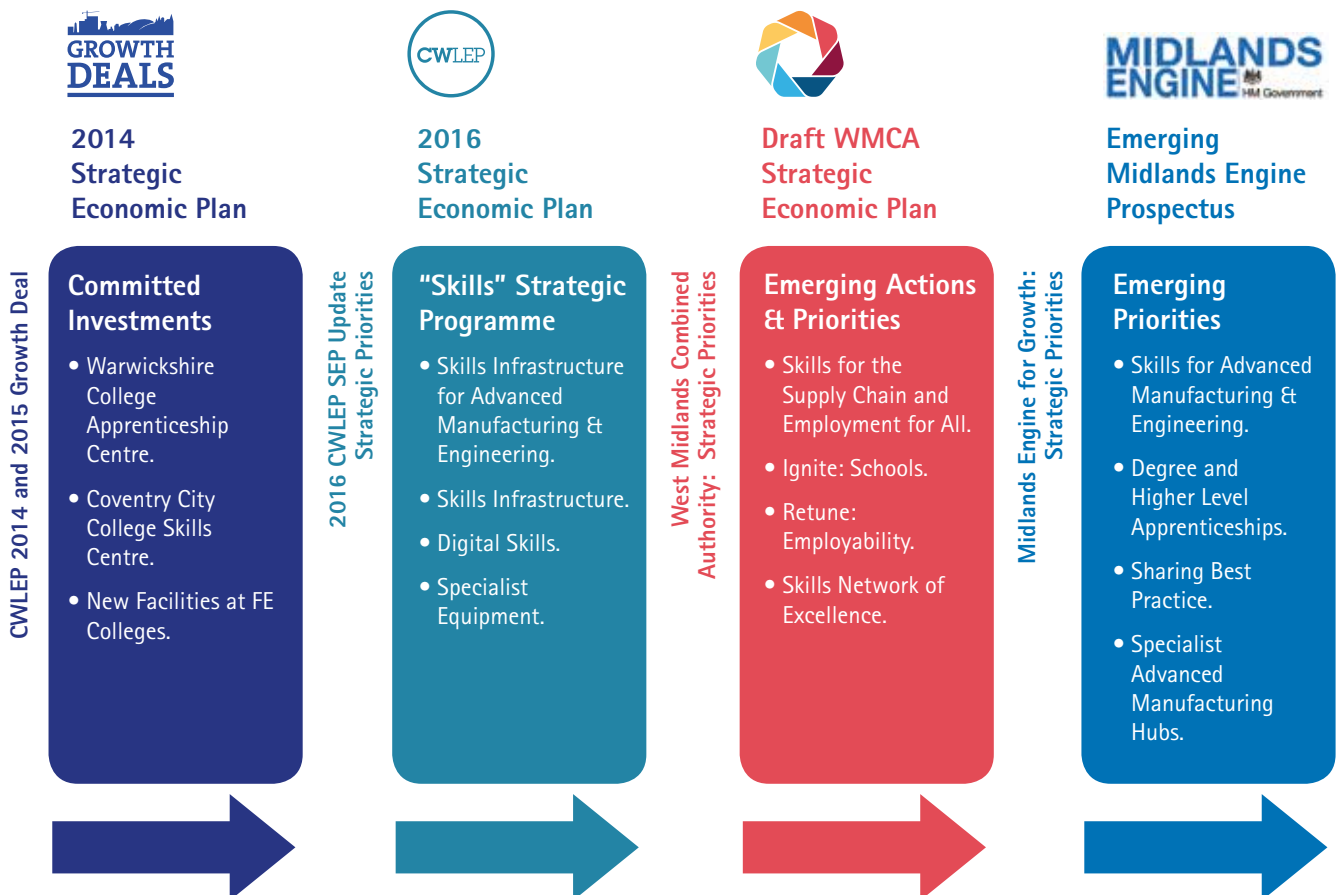 GROWTH
DEALS
2014
Strategic
Economic Plan
CWLEP 2014 and 2015 Growth Deal
Committed
Investments
• Warwickshire
College
Apprenticeship
Centre.
• Coventry City
College Skills
Centre.
• New Facilities at FE
Colleges.
CWLEP
2016
Strategic
Economic Plan
2016 CWLEP SEP Update
Strategic Priorities
“Skills” Strategic
Programme
• Skills Infrastructure
for Advanced
Manufacturing &
Engineering.
• Skills Infrastructure.
• Digital Skills.
• Specialist
Equipment.
Draft WMCA
Strategic
Economic Plan
West Midlands Combined
Authority: Strategic Priorities
Emerging Actions
& Priorities
• Skills for the
Supply Chain and
Employment for All.
• Ignite: Schools.
• Retune:
Employability.
• Skills Network of
Excellence.
MIDLANDS
ENGINE
HM Government
Emerging
Midlands Engine
Prospectus
Midlands Engine for Growth:
Strategic Priorities
Emerging
Priorities
• Skills for Advanced
Manufacturing &
Engineering.
• Degree and
Higher Level
Apprenticeships.
• Sharing Best
Practice.
• Specialist
Advanced
Manufacturing
Hubs.